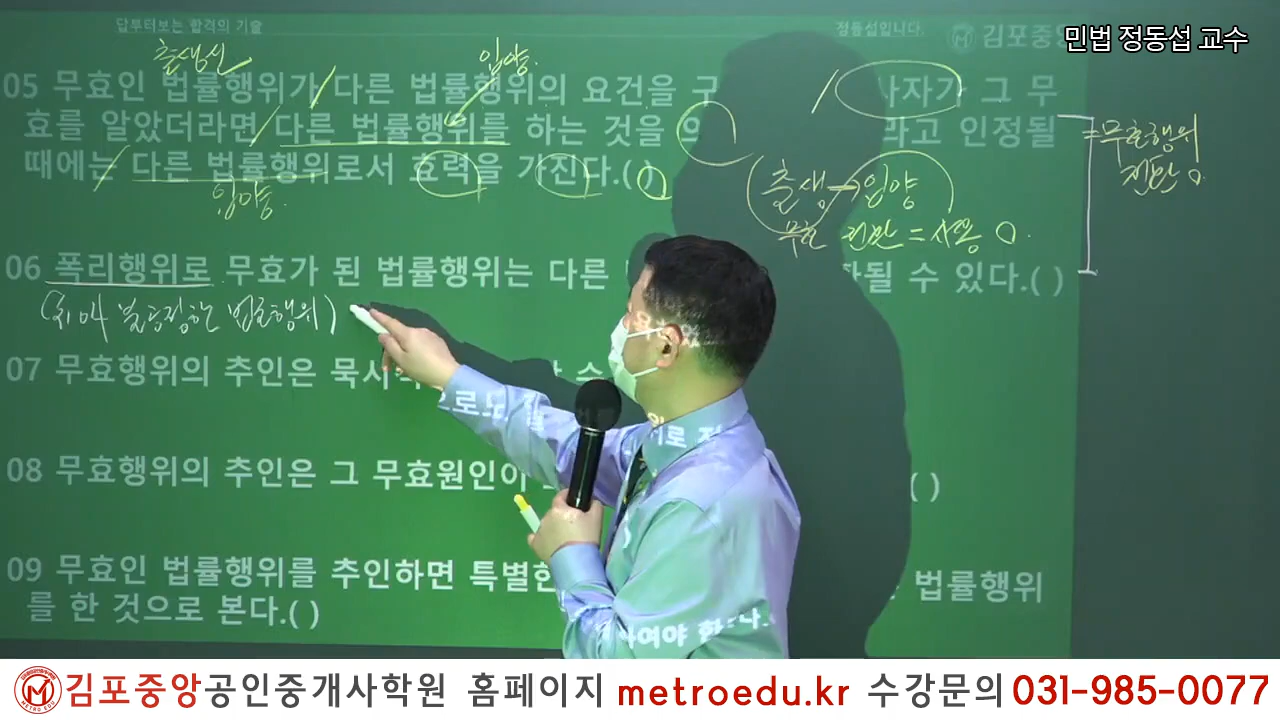 답부터보는 합격의 기술
정동섭입니다.
김포중앙
민법 정동섭 교수
출생신
입양
05 무효인 법률행위가 다른 법률행위의 요건을 구 사자가 그 무
효를 알았더라면 다른 법률행위를 하는 것을 의 라고 인정될
때에는 다른 법률행위로서 효력을 가진다.( )
입양
출생 입양
무효 전환 = 허용 O
=무효행위
전환 O
06 폭리행위로 무효가 된 법률행위는 다른 환될 수 있다.( )
법률행위)
07 무효행위의 추인은 묵시적 수
08 무효행위의 추인은 그 무효원인이 ( )
09 무효인 법률행위를 추인하면 특별한 법률행위
를 한 것으로 본다.( )
김포중앙공인중개사학원 홈페이지 metroedu.kr 수강문의 031-985-0077